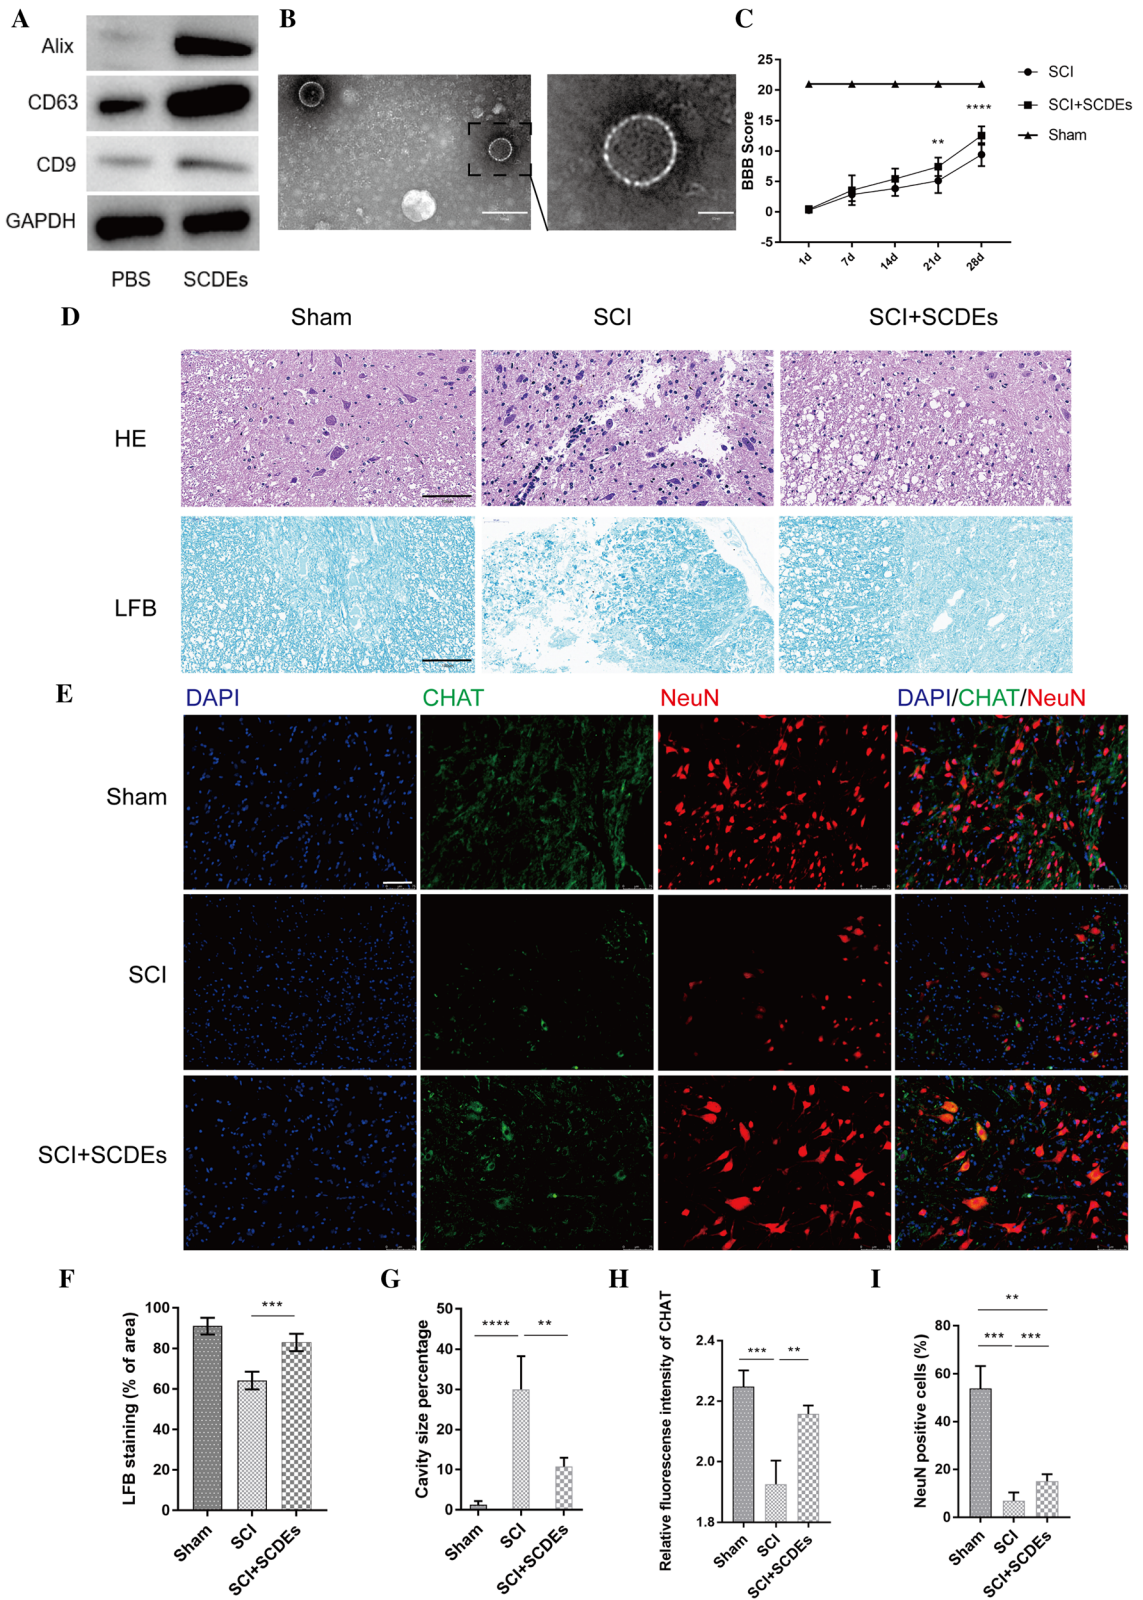 A
Alix
CD63
CD9
GAPDH
PBS SCDEs
B
C
BBB Score
25
20
15
10
5
0
-5
1d 7d 14d 21d 28d
**
****
SCI
SCI+SCDEs
Sham
D
Sham SCI SCI+SCDEs
HE
LFB
E
DAPI CHAT NeuN DAPI/CHAT/NeuN
Sham
SCI
SCI+SCDEs
F
LFB staining (% of area)
100
80
60
40
20
0
***
Sham SCI SCI+SCDEs
G
Cavity size percentage
50
40
30
20
10
0
**** **
Sham SCI SCI+SCDEs
H
Relative fluorescense intensity of CHAT
2.4
2.2
2.0
1.8
*** **
Sham SCI SCI+SCDEs
I
NeuN positive cells (%)
80
60
40
20
0
**
*** ***
Sham SCI SCI+SCDEs